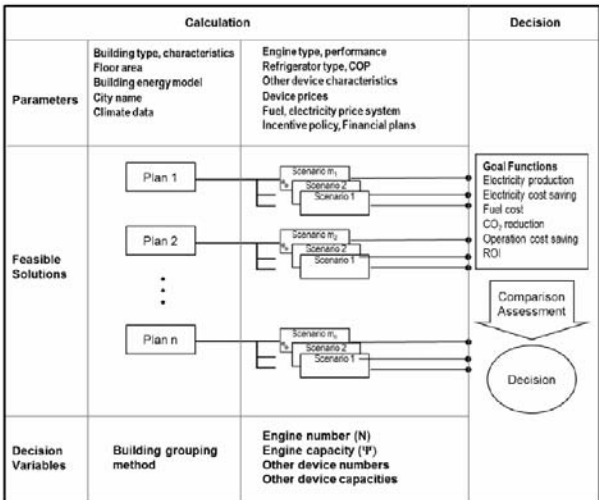 Calculation
Decision
Parameters
Building type, characteristics
Floor area
Building energy model
City name
Climate data
Engine type, performance
Refrigerator type, COP
Other device characteristics
Device prices
Fuel, electricity price system
Incentive policy, Financial plans
Feasible
Solutions
Plan 1
Scenario m₁
Scenario 2
Scenario 1
Plan 2
Scenario m₂
Scenario 2
Scenario 1
Plan n
Scenario
Scenario 2
Scenario 1
Goal Functions
Electricity production
Electricity cost saving
Fuel cost
CO₂ reduction
Operation cost saving
ROI
Comparison
Assessment
Decision
Decision
Variables
Building grouping
method
Engine number (N)
Engine capacity (Ψ)
Other device numbers
Other device capacities